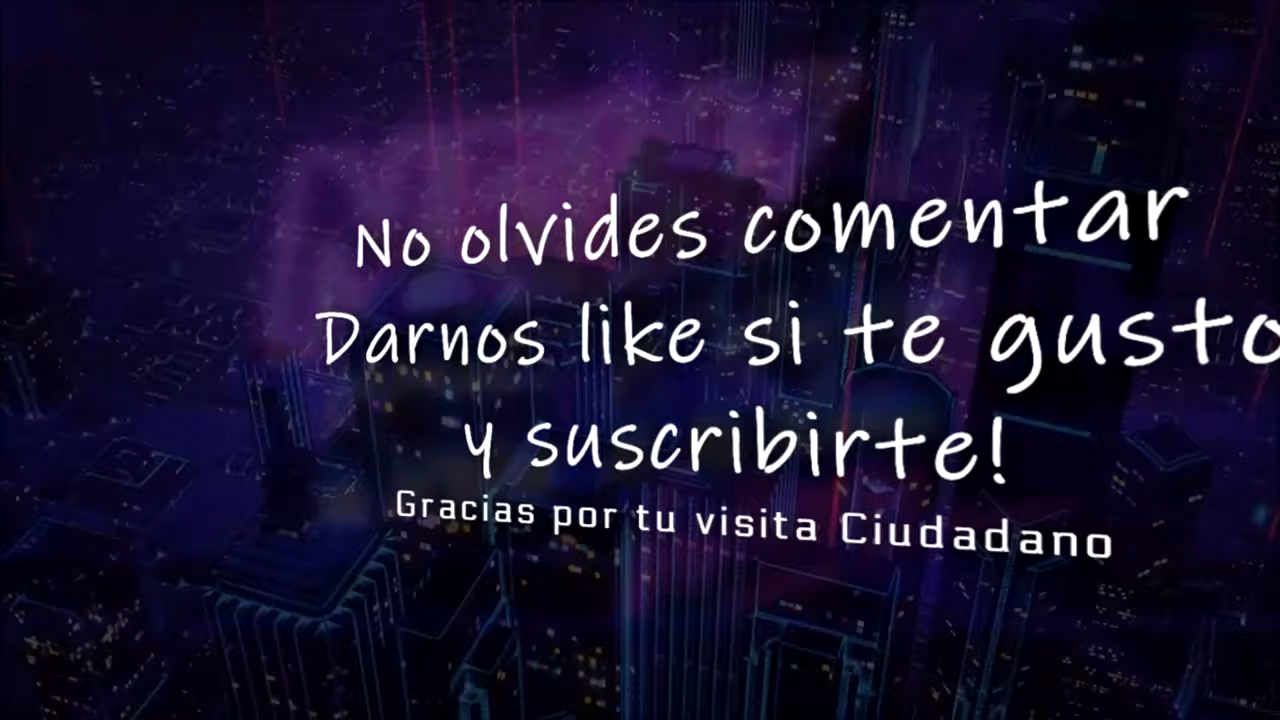 No olvides comentar
Darnos like si te gusto
y suscribirte!
Gracias por tu visita Ciudadano